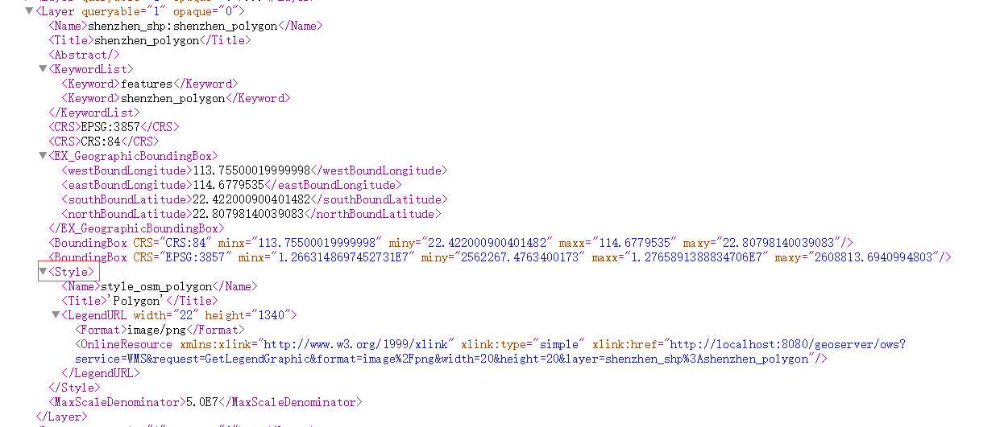 <Layer queryable="1" opaque="0">
<Name>shenzhen_shp:shenzhen_polygon</Name>
<Title>shenzhen_polygon</Title>
<Abstract/>
<KeywordList>
<Keyword>features</Keyword>
<Keyword>shenzhen_polygon</Keyword>
</KeywordList>
<CRS>EPSG:3857</CRS>
<CRS>CRS:84</CRS>
<EX_GeographicBoundingBox>
<westBoundLongitude>113.75500019999998</westBoundLongitude>
<eastBoundLongitude>114.6779535</eastBoundLongitude>
<southBoundLatitude>22.422000900401482</southBoundLatitude>
<northBoundLatitude>22.80798140039083</northBoundLatitude>
</EX_GeographicBoundingBox>
<BoundingBox CRS="CRS:84" minx="113.75500019999998" miny="22.422000900401482" maxx="114.6779535" maxy="22.80798140039083"/>
<BoundingBox CRS="EPSG:3857" minx="1.2663148697452731E7" miny="2562267.4763400173" maxx="1.2765891388834706E7" maxy="2608813.6940994803"/>
<Style>
<Name>style_osm_polygon</Name>
<Title>'Polygon'</Title>
<LegendURL width="22" height="1340">
<Format>image/png</Format>
<OnlineResource xmlns:xlink="http://www.w3.org/1999/xlink" xlink:type="simple" xlink:href="http://localhost:8080/geoserver/ows?
service=WMS&request=GetLegendGraphic&format=image%2Fpng&width=20&height=20&layer=shenzhen_shp%3Ashenzhen_polygon"/>
</LegendURL>
</Style>
<MaxScaleDenominator>5.0E7</MaxScaleDenominator>
</Layer>